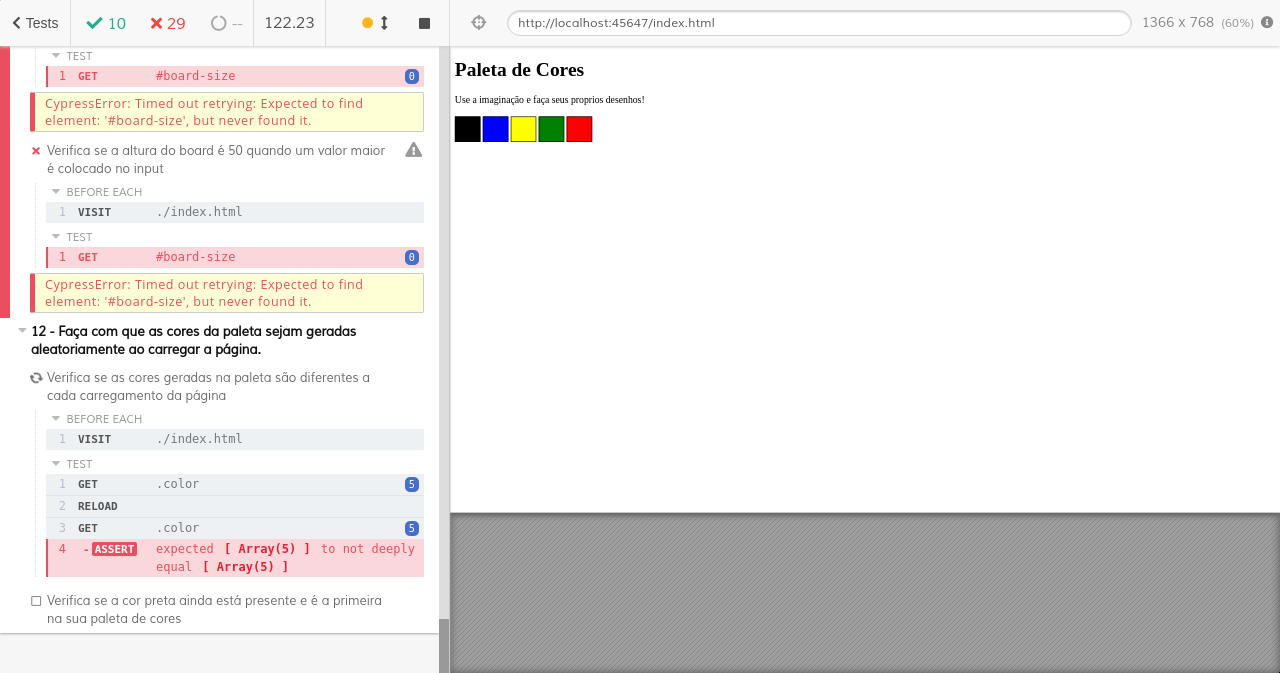 Tests 10 29 -- 122.23
http://localhost:45647/index.html 1366 x 768 (60%)
TEST
1 GET #board-size 0
CypressError: Timed out retrying: Expected to find
element: '#board-size', but never found it.
Verifica se a altura do board é 50 quando um valor maior
é colocado no input
BEFORE EACH
1 VISIT ./index.html
TEST
1 GET #board-size 0
CypressError: Timed out retrying: Expected to find
element: '#board-size', but never found it.
12 - Faça com que as cores da paleta sejam geradas
aleatoriamente ao carregar a página.
Verifica se as cores geradas na paleta são diferentes a
cada carregamento da página
BEFORE EACH
1 VISIT ./index.html
TEST
1 GET .color 5
2 RELOAD
3 GET .color 5
4 -ASSERT expected [ Array(5) ] to not deeply
equal [ Array(5) ]
Verifica se a cor preta ainda está presente e é a primeira
na sua paleta de cores
Paleta de Cores
Use a imaginação e faça seus proprios desenhos!